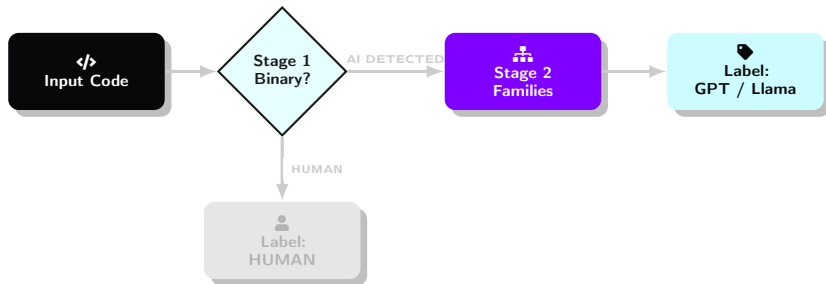 Input Code
Stage 1
Binary?
AI DETECTED
Stage 2
Families
Label:
GPT / Llama
HUMAN
Label:
HUMAN